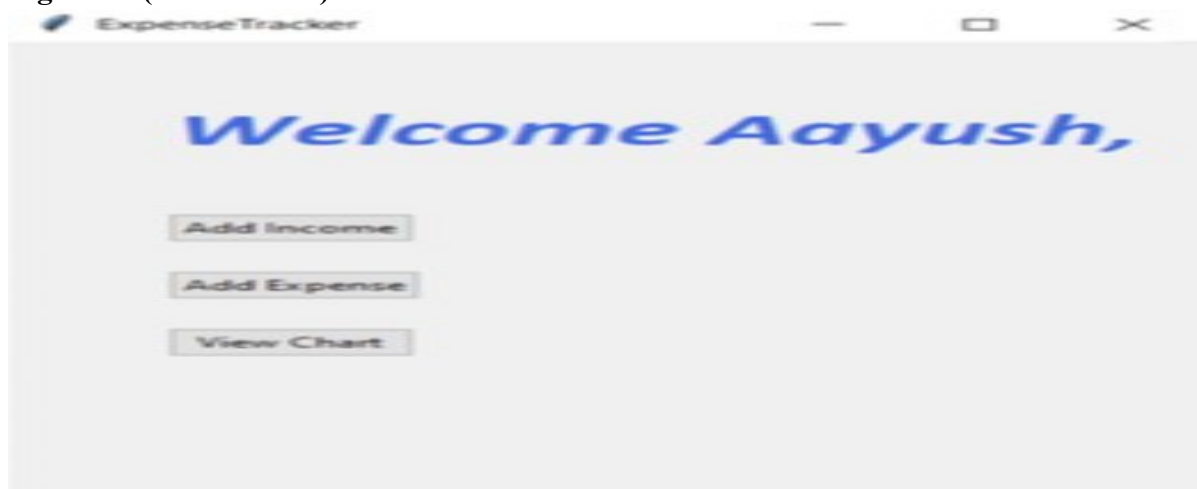 ExpenseTracker
Welcome Aayush,
Add Income
Add Expense
View Chart